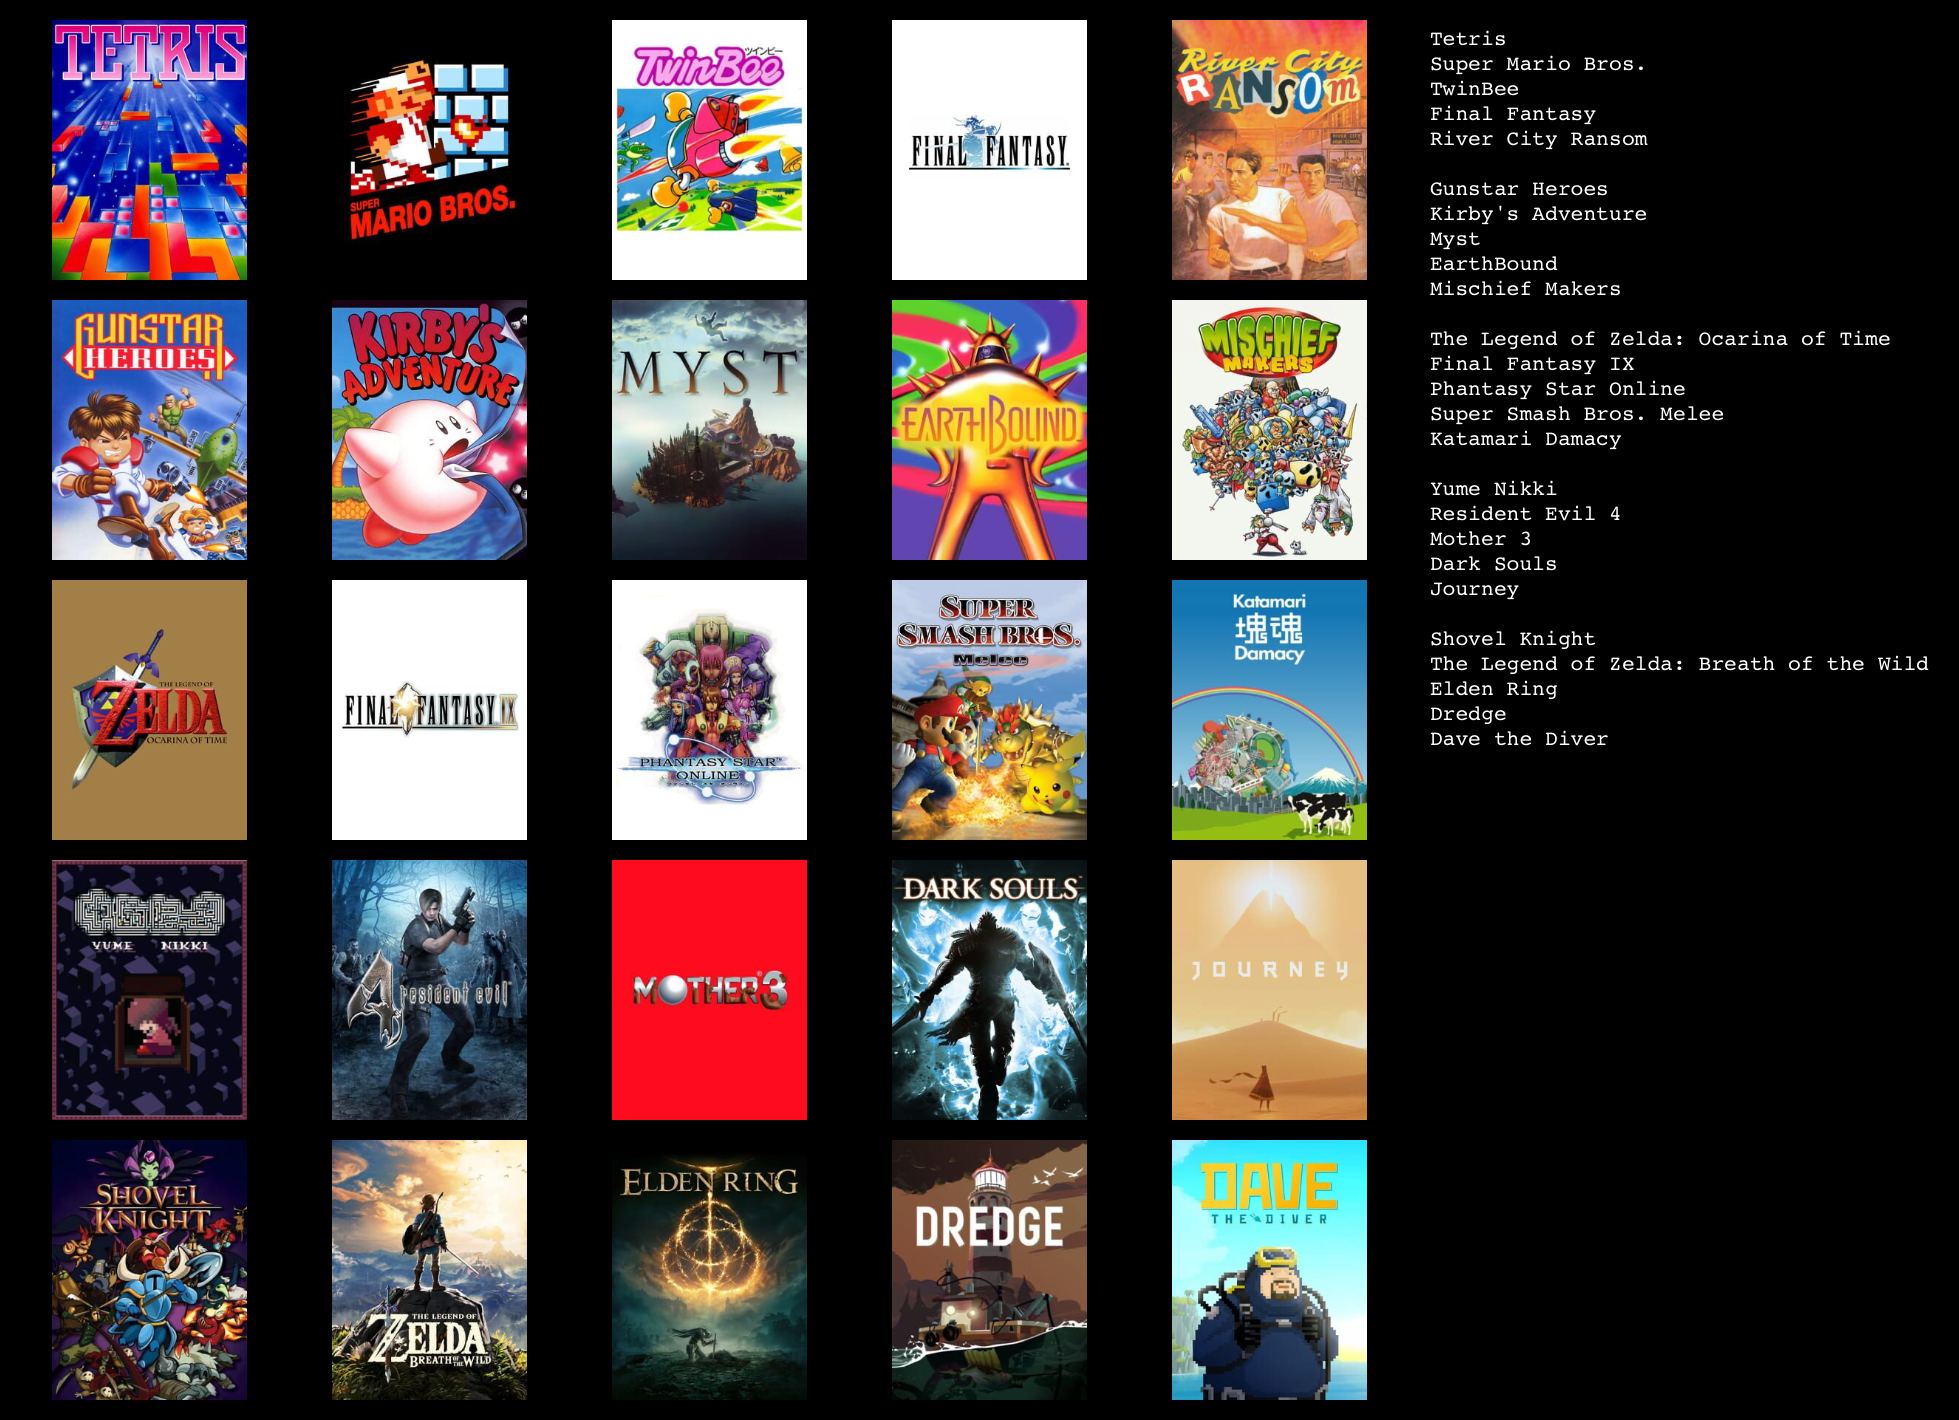 TETRIS
SUPER
MARIO BROS.
ツインビー
TwinBee
FINAL FANTASY
River City
RANSOM
RIVER CITY
HIGH SCHOOL
GUNSTAR
HEROES
KIRBY'S
ADVENTURE
MYST
EARTHBOUND
MISCHIEF
MAKERS
THE LEGEND OF
ZELDA
OCARINA OF TIME
FINAL FANTASY IX
PHANTASY STAR
ONLINE
SUPER
SMASH BROS.
Melee
Katamari
塊魂
Damacy
YUME NIKKI
4 resident evil
MOTHER 3
DARK SOULS
JOURNEY
SHOVEL
KNIGHT
THE LEGEND OF
ZELDA
BREATH OF THE WILD
ELDEN RING
DREDGE
DAVE
THE DIVER
Tetris
Super Mario Bros.
TwinBee
Final Fantasy
River City Ransom
Gunstar Heroes
Kirby's Adventure
Myst
EarthBound
Mischief Makers
The Legend of Zelda: Ocarina of Time
Final Fantasy IX
Phantasy Star Online
Super Smash Bros. Melee
Katamari Damacy
Yume Nikki
Resident Evil 4
Mother 3
Dark Souls
Journey
Shovel Knight
The Legend of Zelda: Breath of the Wild
Elden Ring
Dredge
Dave the Diver